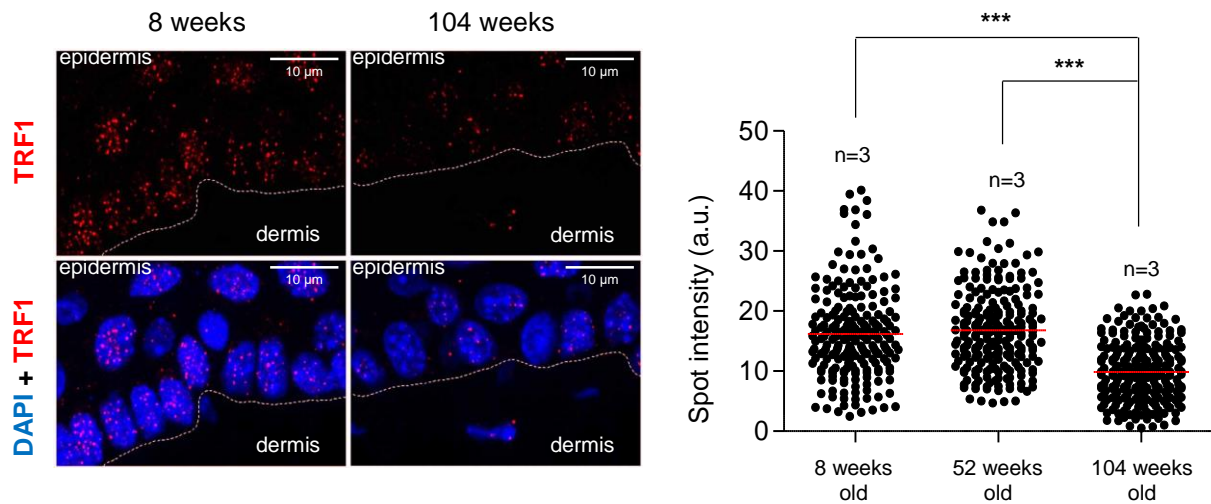 8 weeks
104 weeks
TRF1
epidermis
10 µm
dermis
epidermis
10 µm
dermis
DAPI + TRF1
epidermis
10 µm
dermis
epidermis
10 µm
dermis
***
***
Spot intensity (a.u.)
50
40
30
20
10
0
n=3
n=3
n=3
8 weeks
old
52 weeks
old
104 weeks
old